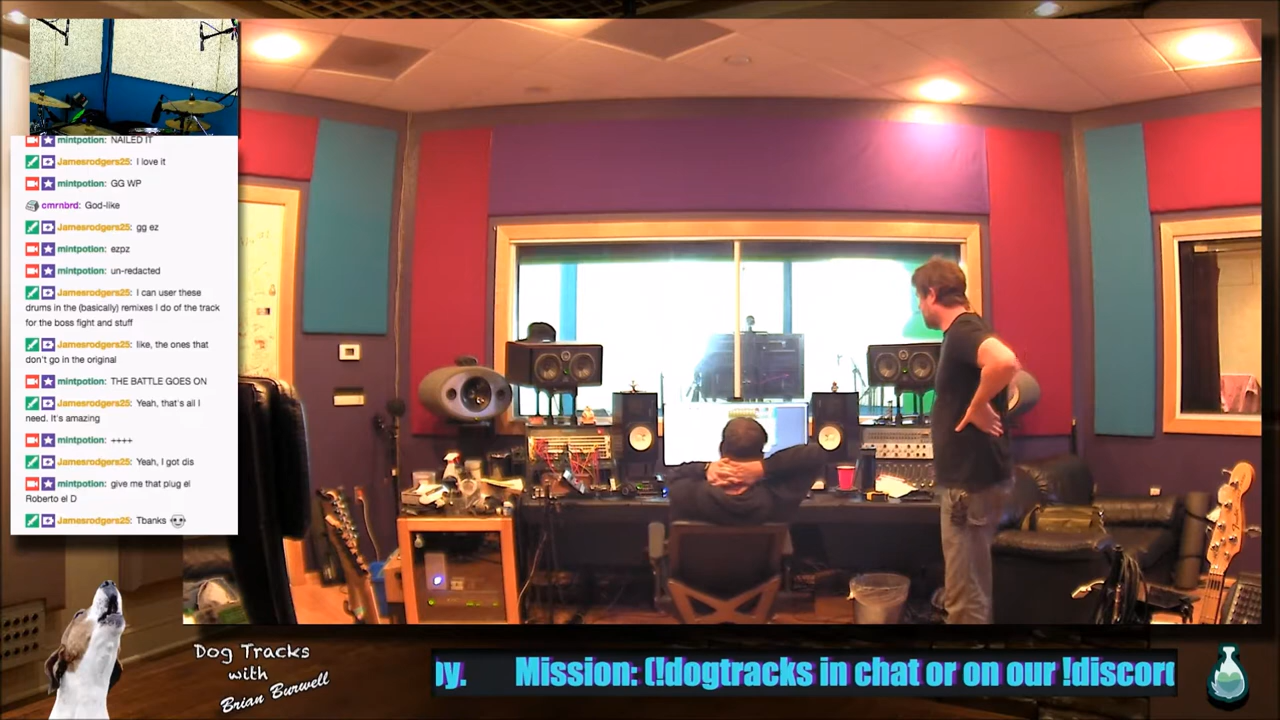 mintpotion: NAILED IT
Jamesrodgers25: I love it
mintpotion: GG WP
cmrnbrd: God-like
Jamesrodgers25: gg ez
mintpotion: ezpz
mintpotion: un-redacted
Jamesrodgers25: I can user these
drums in the (basically) remixes I do of the track
for the boss fight and stuff
Jamesrodgers25: like, the ones that
don't go in the original
mintpotion: THE BATTLE GOES ON
Jamesrodgers25: Yeah, that's all I
need. It's amazing
mintpotion: ++++
Jamesrodgers25: Yeah, I got dis
mintpotion: give me that plug el
Roberto el D
Jamesrodgers25: Tbanks
Dog Tracks
with
Brian Burwell
Mission: (!dogtracks in chat or on our !discord